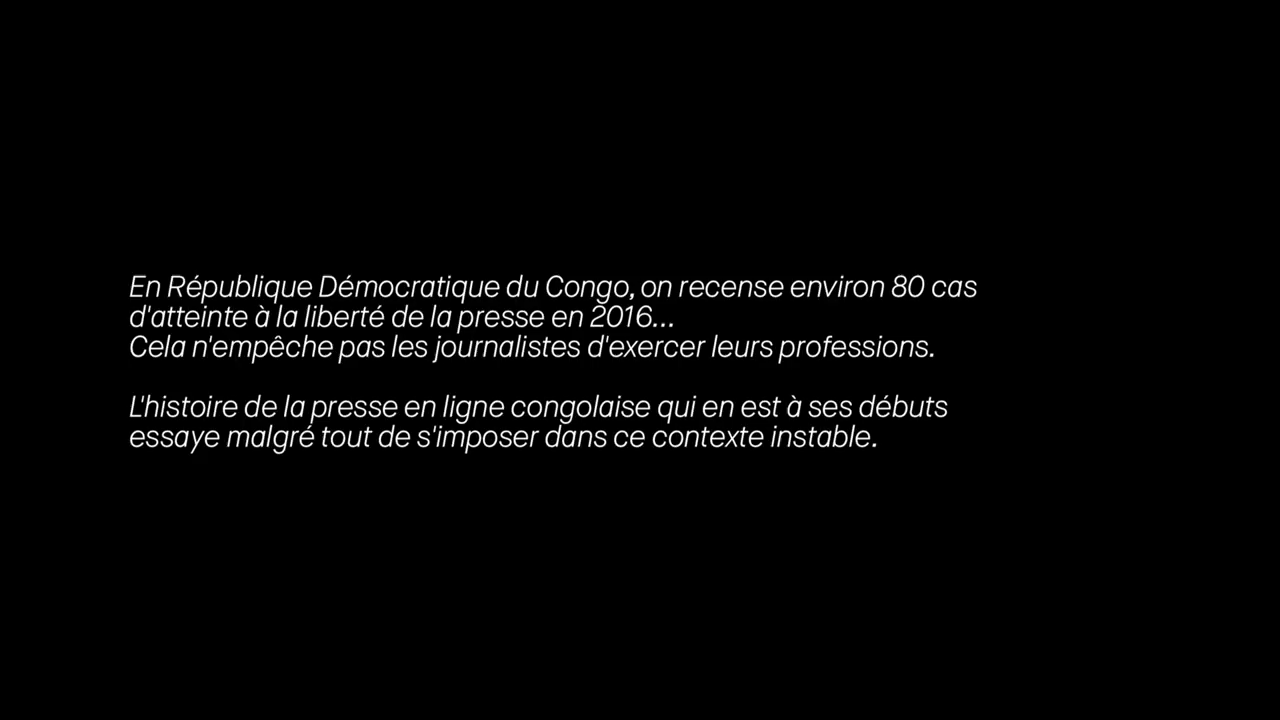 En République Démocratique du Congo, on recense environ 80 cas
d'atteinte à la liberté de la presse en 2016...
Cela n'empêche pas les journalistes d'exercer leurs professions.
L'histoire de la presse en ligne congolaise qui en est à ses débuts
essaye malgré tout de s'imposer dans ce contexte instable.